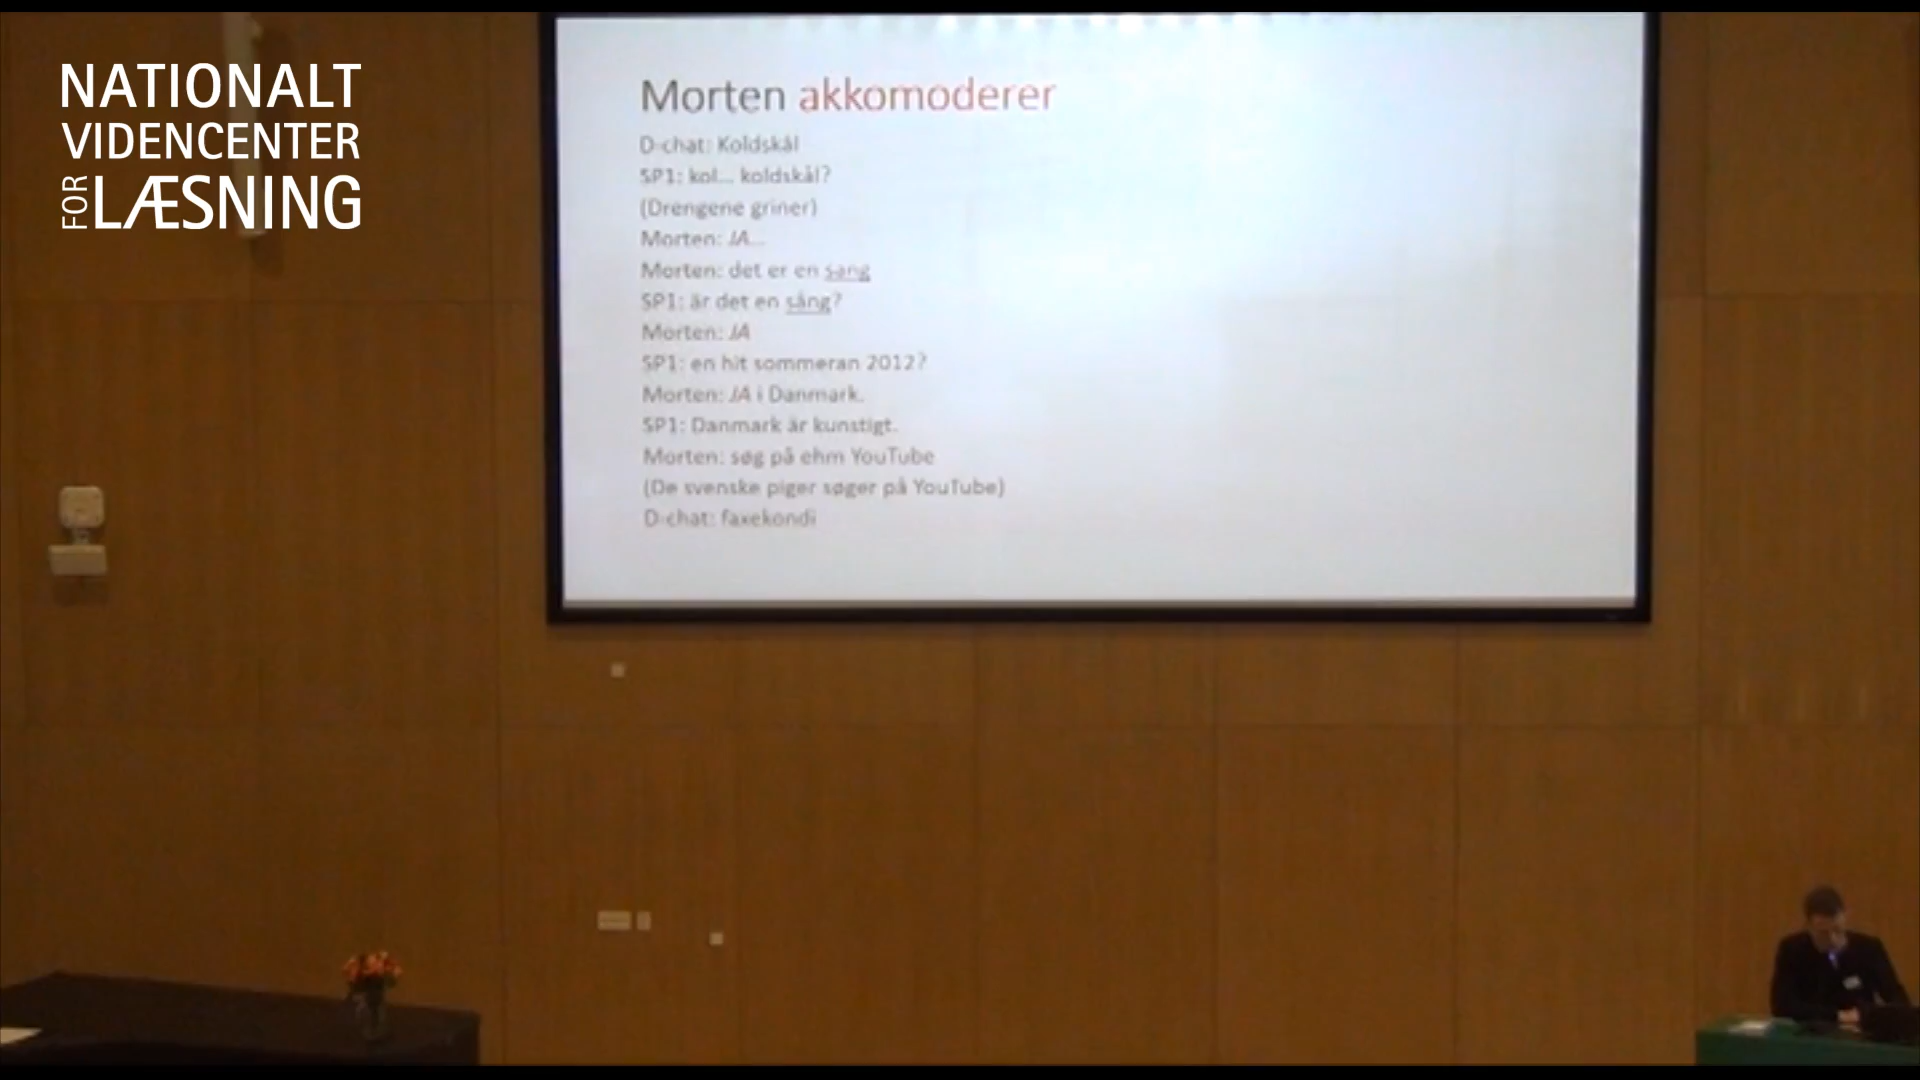 NATIONALT
VIDENCENTER
FOR LÆSNING
Morten akkomoderer
D-chat: Koldskål
SP1: kol... koldskål?
(Drengene griner)
Morten: JA...
Morten: det er en sang
SP1: är det en sång?
Morten: JA
SP1: en hit sommeran 2012?
Morten: JA i Danmark.
SP1: Danmark är kunstigt.
Morten: søg på ehm YouTube
(De svenske piger søger på YouTube)
D-chat: faxekondi